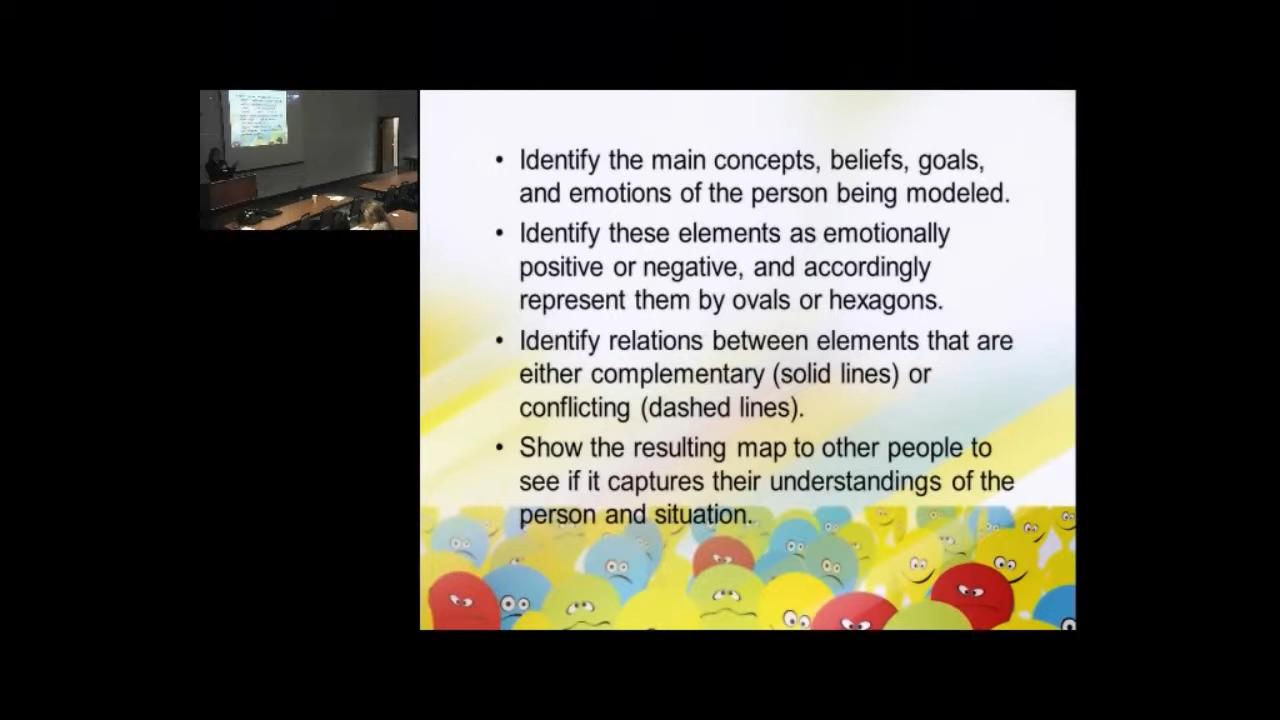 • Identify the main concepts, beliefs, goals,
and emotions of the person being modeled.
• Identify these elements as emotionally
positive or negative, and accordingly
represent them by ovals or hexagons.
• Identify relations between elements that are
either complementary (solid lines) or
conflicting (dashed lines).
• Show the resulting map to other people to
see if it captures their understandings of the
person and situation.